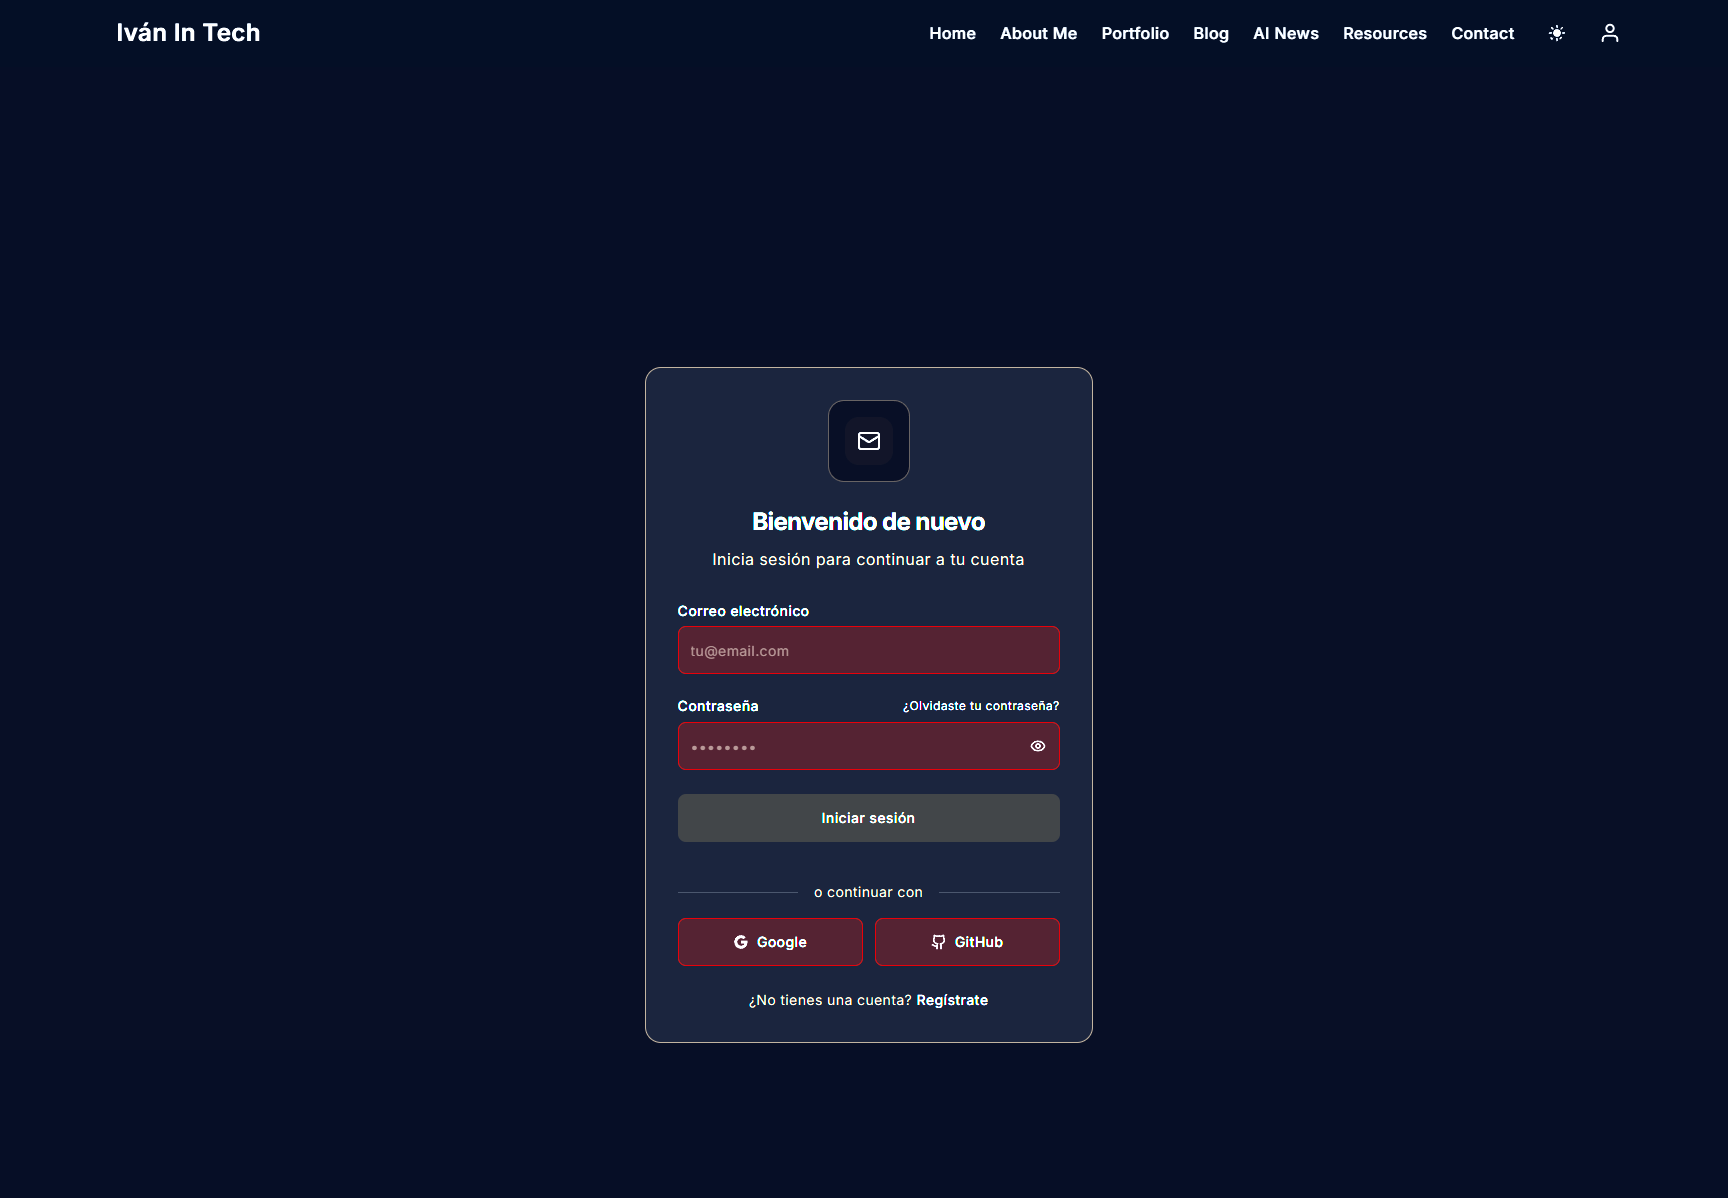 Iván In Tech
Home About Me Portfolio Blog AI News Resources Contact
Bienvenido de nuevo
Inicia sesión para continuar a tu cuenta
Correo electrónico
tu@email.com
Contraseña ¿Olvidaste tu contraseña?
••••••••
Iniciar sesión
o continuar con
Google GitHub
¿No tienes una cuenta? Regístrate